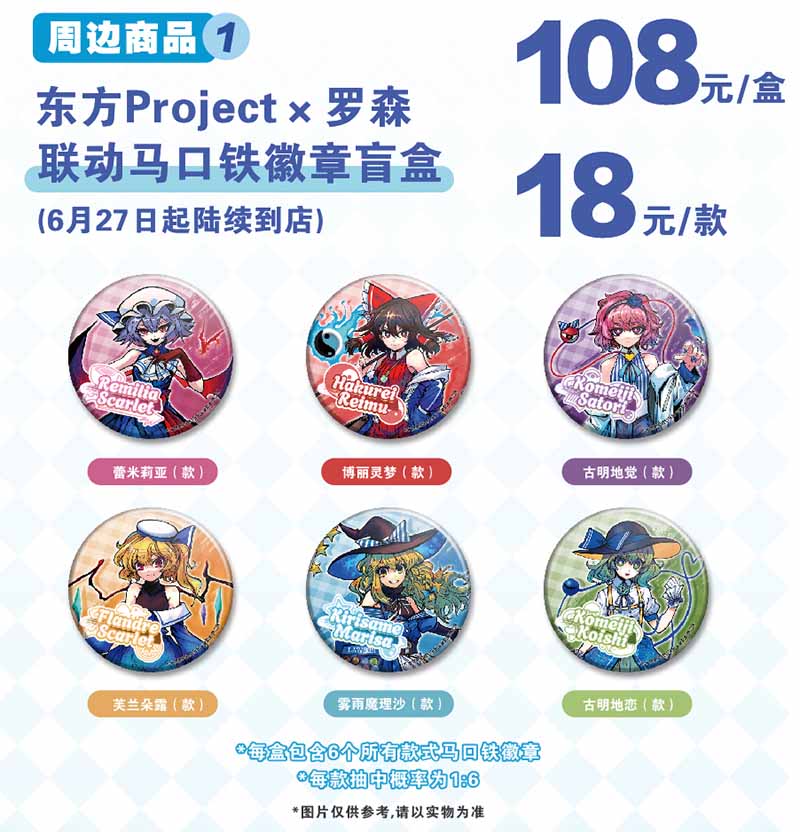 周边商品1
东方Project×罗森
联动马口铁徽章盲盒
(6月27日起陆续到店)
108元/盒
18元/款
Remilia
Scarlet
Hakurei
Reimu
Komeiji
Satori
蕾米莉亚（款）
博丽灵梦（款）
古明地觉（款）
Flandre
Scarlet
Kirisame
Marisa
Komeiji
Koishi
芙兰朵露（款）
雾雨魔理沙（款）
古明地恋（款）
*每盒包含6个所有款式马口铁徽章
*每款抽中概率为1:6
*图片仅供参考,请以实物为准